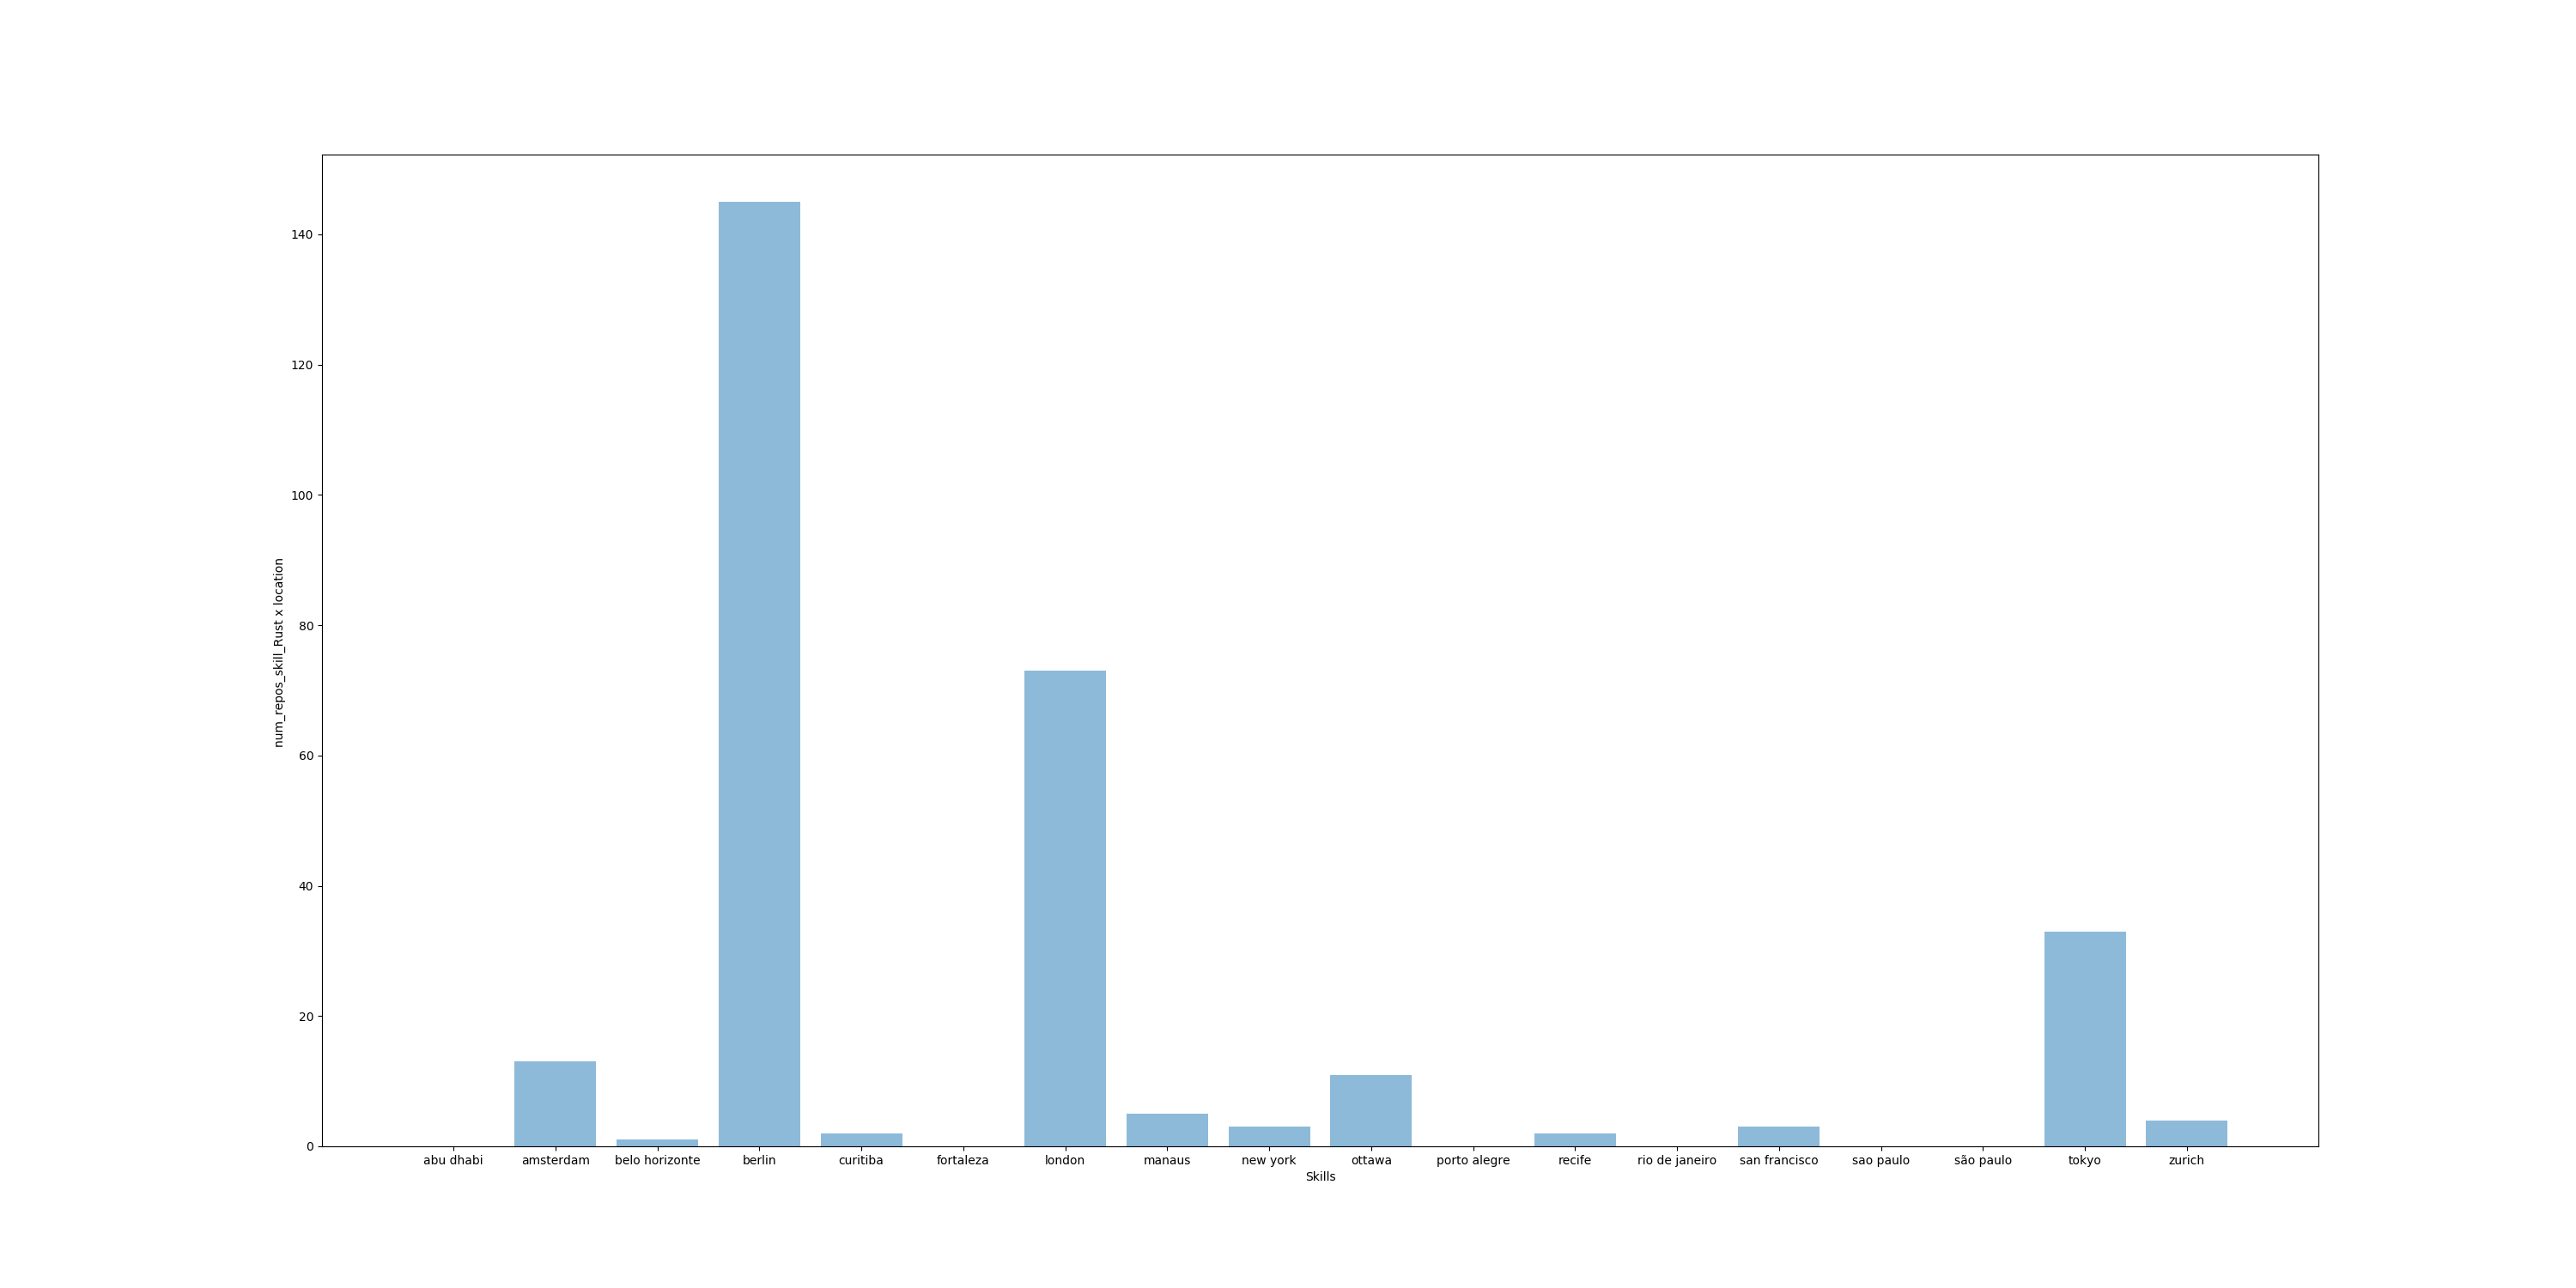 140
120
100
80
60
40
20
0
num_repos_skill_Rust x location
abu dhabi amsterdam belo horizonte berlin curitiba fortaleza london manaus new york ottawa porto alegre recife rio de janeiro san francisco sao paulo são paulo tokyo zurich
Skills